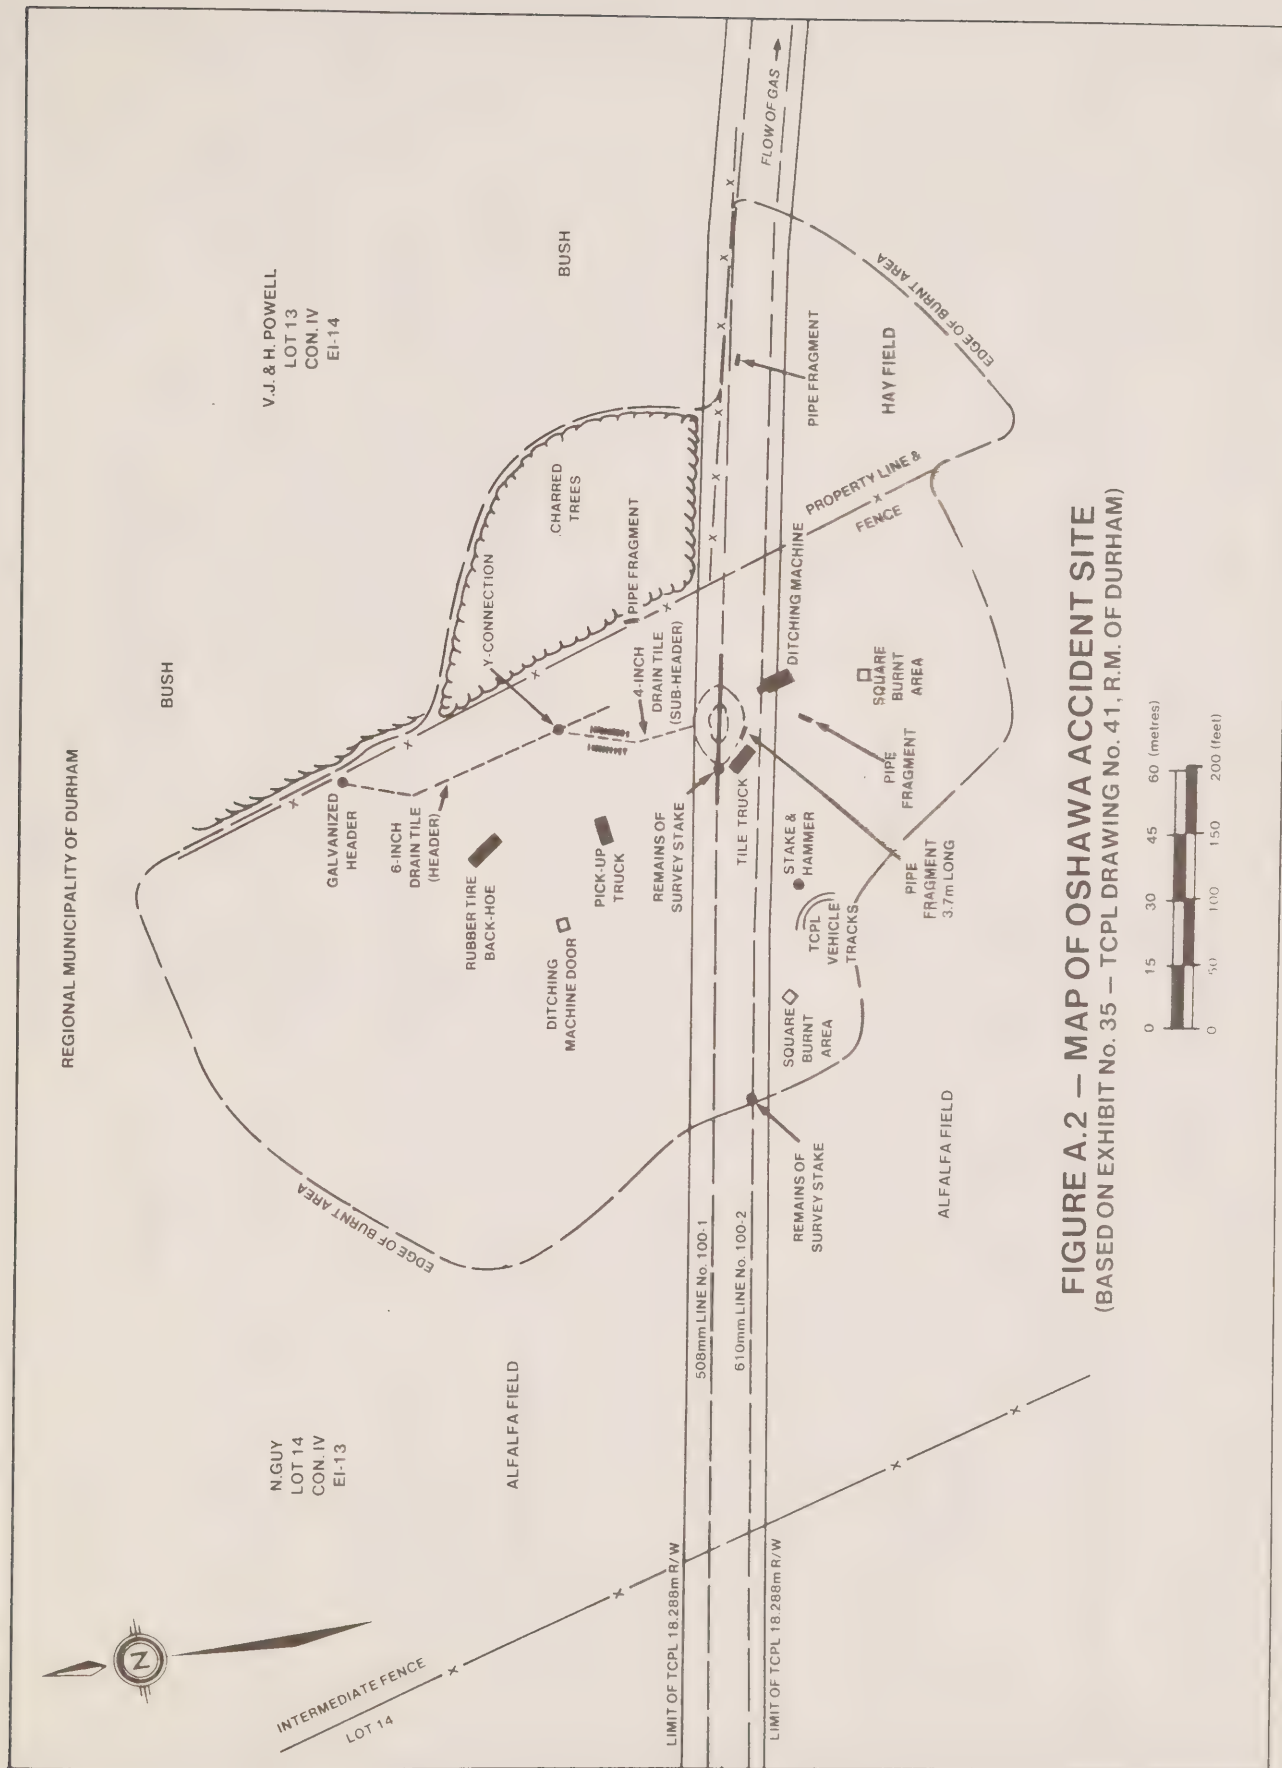 REGIONAL MUNICIPALITY OF DURHAM
N
INTERMEDIATE FENCE
LOT 14
N.GUY
LOT 14
CON. IV
EI-13
ALFALFA FIELD
EDGE OF BURNT AREA
BUSH
V.J. & H. POWELL
LOT 13
CON. IV
EI-14
BUSH
GALVANIZED
HEADER
6-INCH
DRAIN TILE
(HEADER)
RUBBER TIRE
BACK-HOE
DITCHING
MACHINE DOOR
PICK-UP
TRUCK
Y-CONNECTION
CHARRED
TREES
PIPE FRAGMENT
4-INCH
DRAIN TILE
(SUB-HEADER)
REMAINS OF
SURVEY STAKE
LIMIT OF TCPL 18.288m R/W
508mm LINE No. 100-1
610mm LINE No. 100-2
LIMIT OF TCPL 18.288m R/W
FLOW OF GAS
TILE TRUCK
DITCHING MACHINE
STAKE &
HAMMER
TCPL
VEHICLE
TRACKS
SQUARE
BURNT
AREA
REMAINS OF
SURVEY STAKE
ALFALFA FIELD
PIPE
FRAGMENT
3.7m LONG
PIPE
FRAGMENT
SQUARE
BURNT
AREA
PROPERTY LINE &
FENCE
PIPE FRAGMENT
HAY FIELD
EDGE OF BURNT AREA
FIGURE A.2 — MAP OF OSHAWA ACCIDENT SITE
(BASED ON EXHIBIT No. 35 — TCPL DRAWING No. 41, R.M. OF DURHAM)
0 15 30 45 60 (metres)
0 50 100 150 200 (feet)